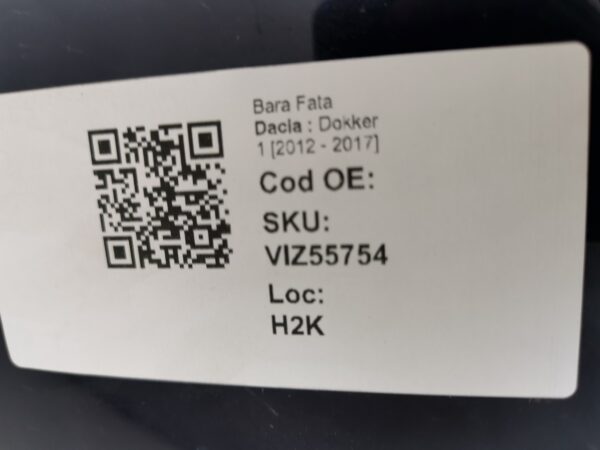 Bara Fata
Dacia : Dokker
1 [2012 - 2017]
Cod OE:
SKU:
VIZ55754
Loc:
H2K